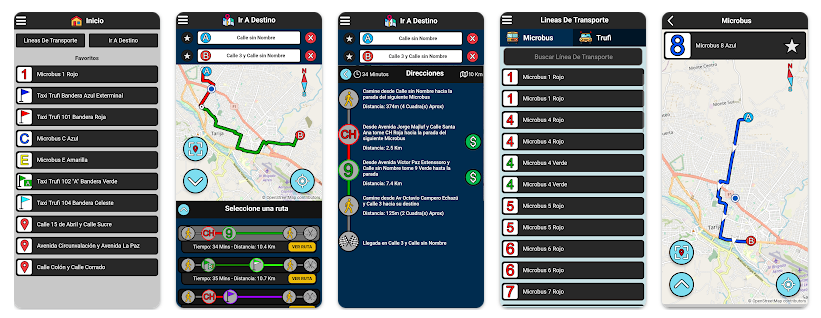 Inicio
Lineas De Transporte
Ir A Destino
Favoritos
1 Microbus 1 Rojo
Taxi Trufi Bandera Azul Exterminal
Taxi Trufi 101 Bandera Roja
C Microbus C Azul
E Microbus E Amarilla
Taxi Trufi 102 "A" Bandera Verde
Taxi Trufi 104 Bandera Celeste
Calle 15 de Abril y Calle Sucre
Avenida Circunvalación y Avenida La Paz
Calle Colón y Calle Corrado
Ir A Destino
A Calle sin Nombre X
B Calle 3 y Calle sin Nombre X
A
N
B
Tarija
© OpenStreetMap contributors
Seleccione una ruta
CH 9 X
Tiempo: 34 Mins - Distancia: 10.4 Km
VER RUTA
X
Tiempo: 35 Mins - Distancia: 10.7 Km
VER RUTA
CH X
Ir A Destino
A Calle sin Nombre X
B Calle 3 y Calle sin Nombre X
34 Minutos
Direcciones
10 Km
Camine desde Calle sin Nombre hacia la
parada del siguiente Microbus
Distancia: 374m (4 Cuadra(s) Aprox)
CH
Desde Avenida Jorge Majluf y Calle Santa
Ana tome CH Roja hacia la parada del
siguiente Microbus
Distancia: 2.5 Km
$
9
Desde Avenida Victor Paz Estenssoro y
Calle sin Nombre tome 9 Verde hasta la
parada
Distancia: 7.4 Km
$
Camine desde Av Octavio Campero Echazú
y Calle 3 hacia su destino
Distancia: 125m (2 Cuadra(s) Aprox)
Llegada en Calle 3 y Calle sin Nombre
Lineas De Transporte
Microbus
Trufi
Buscar Línea De Transporte
1 Microbus 1 Rojo
1 Microbus 1 Rojo
4 Microbus 4 Rojo
4 Microbus 4 Rojo
4 Microbus 4 Verde
4 Microbus 4 Verde
5 Microbus 5 Rojo
5 Microbus 5 Rojo
6 Microbus 6 Rojo
6 Microbus 6 Rojo
7 Microbus 7 Rojo
Microbus
8 Microbus 8 Azul
Monte Centro
N
A
B
Tarija
© OpenStreetMap contributors